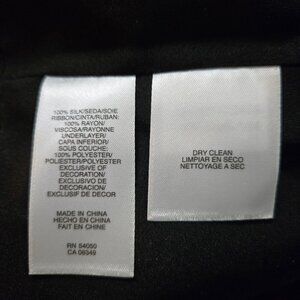 100% SILK/SEDA/SOIE
RIBBON/CINTA/RUBAN:
100% RAYON/
VISCOSA/RAYONNE
UNDERLAYER/
CAPA INFERIOR/
SOUS COUCHE:
100% POLYESTER/
POLIESTER/POLYESTER
EXCLUSIVE OF
DECORATION/
EXCLUSIVO DE
DECORACION/
EXCLUSIF DE DECOR
MADE IN CHINA
HECHO EN CHINA
FAIT EN CHINE
RN 54050
CA 06349
DRY CLEAN
LIMPIAR EN SECO
NETTOYAGE A SEC